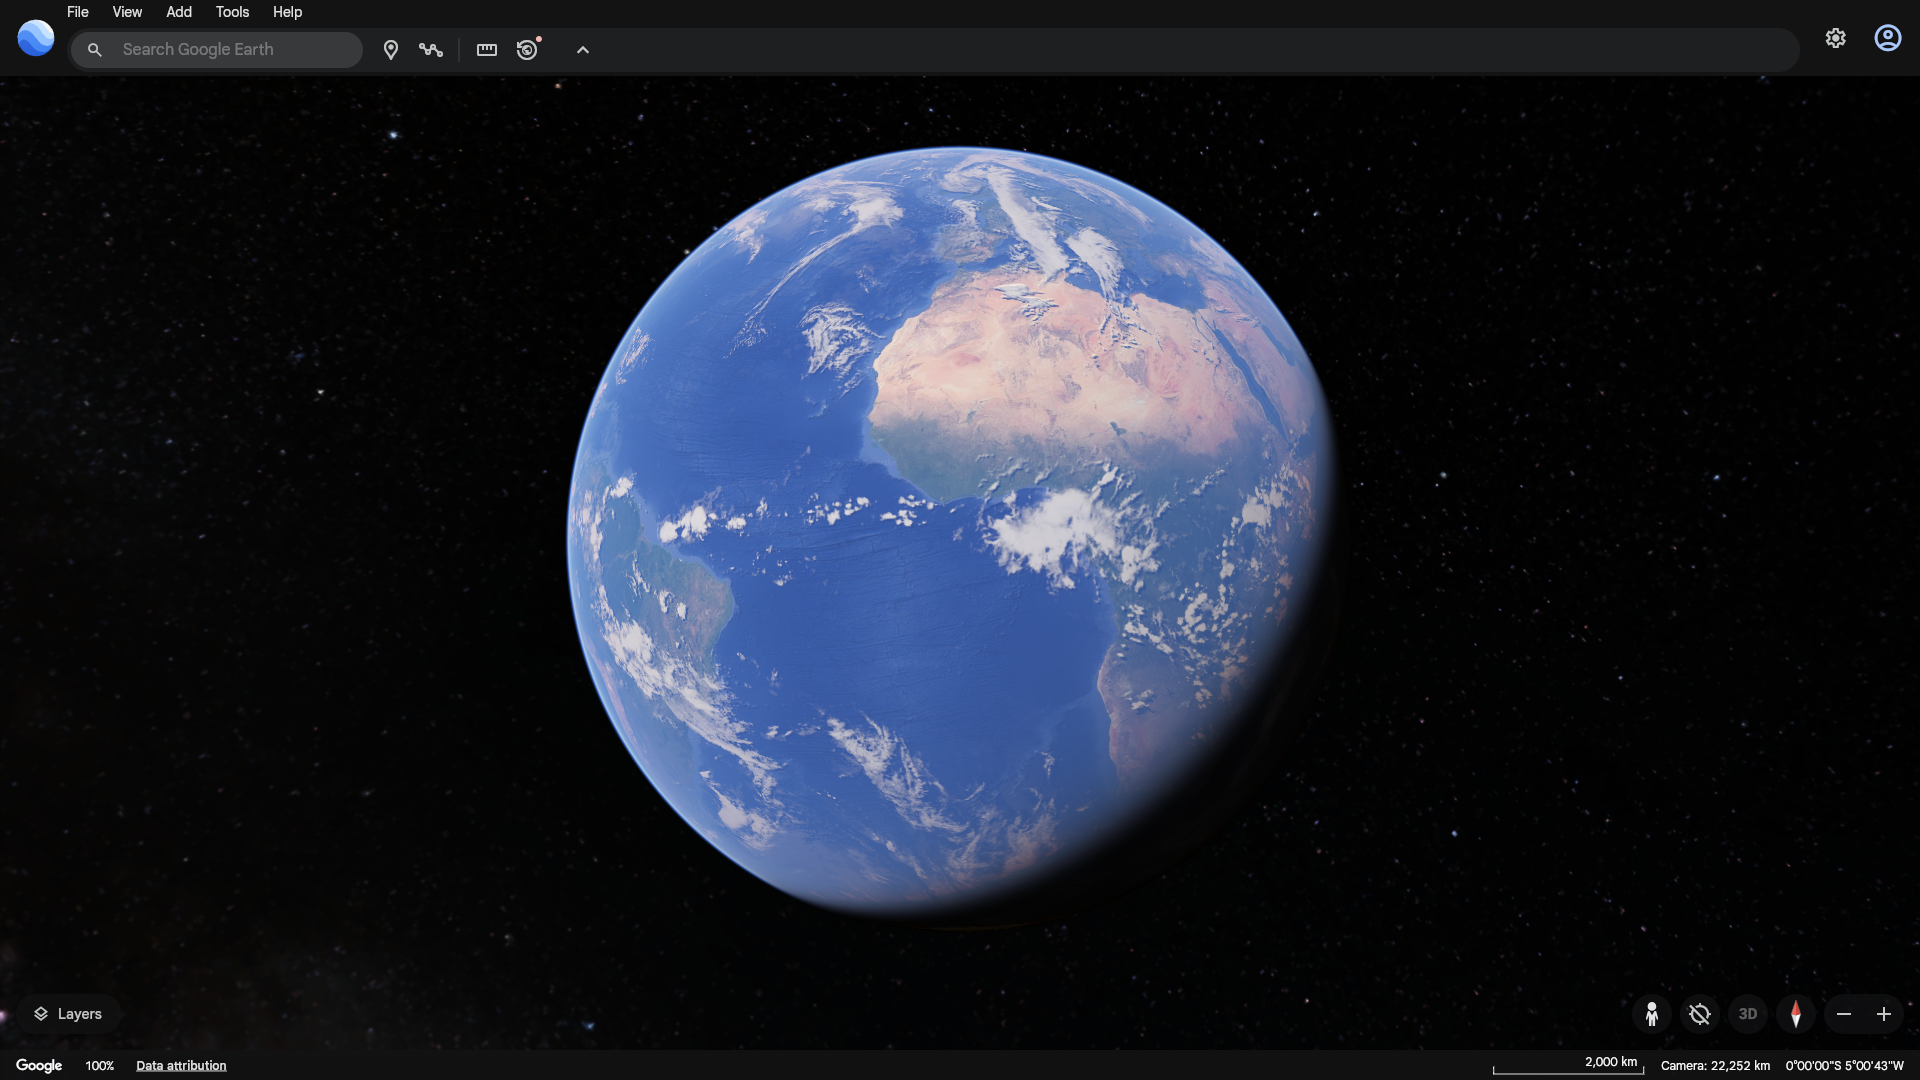 File View Add Tools Help
Search Google Earth
Layers
3D
Google 100% Data attribution 2,000 km Camera: 22,252 km 0°00'00"S 5°00'43"W